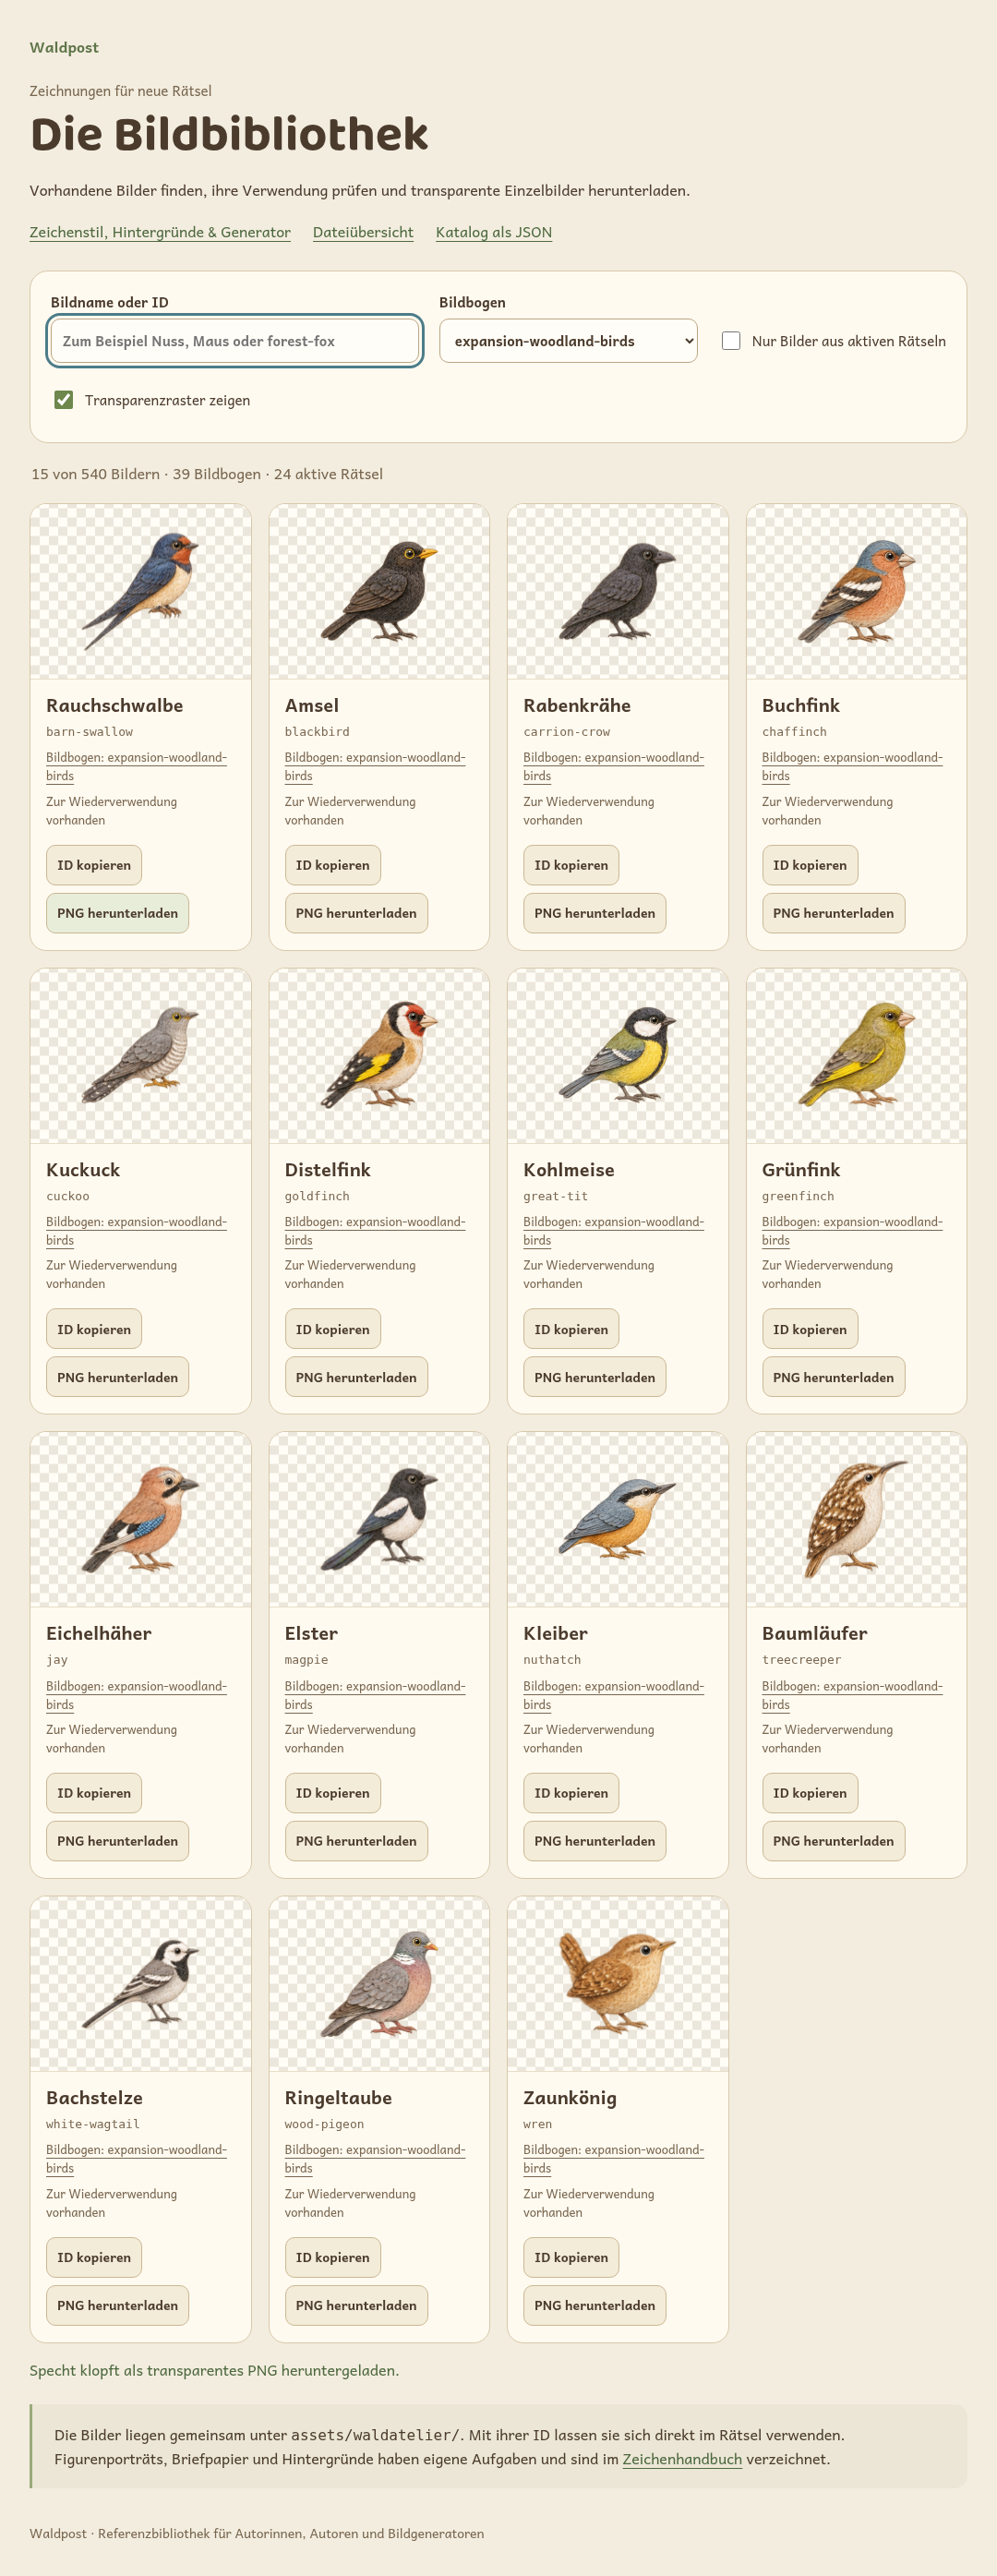 Waldpost
Zeichnungen für neue Rätsel
Die Bildbibliothek
Vorhandene Bilder finden, ihre Verwendung prüfen und transparente Einzelbilder herunterladen.
Zeichenstil, Hintergründe & Generator Dateiübersicht Katalog als JSON
Bildname oder ID Bildbogen
Zum Beispiel Nuss, Maus oder forest-fox expansion-woodland-birds Nur Bilder aus aktiven Rätseln
Transparenzraster zeigen
15 von 540 Bildern · 39 Bildbogen · 24 aktive Rätsel
Rauchschwalbe
barn-swallow
Bildbogen: expansion-woodland-
birds
Zur Wiederverwendung
vorhanden
ID kopieren
PNG herunterladen
Amsel
blackbird
Bildbogen: expansion-woodland-
birds
Zur Wiederverwendung
vorhanden
ID kopieren
PNG herunterladen
Rabenkrähe
carrion-crow
Bildbogen: expansion-woodland-
birds
Zur Wiederverwendung
vorhanden
ID kopieren
PNG herunterladen
Buchfink
chaffinch
Bildbogen: expansion-woodland-
birds
Zur Wiederverwendung
vorhanden
ID kopieren
PNG herunterladen
Kuckuck
cuckoo
Bildbogen: expansion-woodland-
birds
Zur Wiederverwendung
vorhanden
ID kopieren
PNG herunterladen
Distelfink
goldfinch
Bildbogen: expansion-woodland-
birds
Zur Wiederverwendung
vorhanden
ID kopieren
PNG herunterladen
Kohlmeise
great-tit
Bildbogen: expansion-woodland-
birds
Zur Wiederverwendung
vorhanden
ID kopieren
PNG herunterladen
Grünfink
greenfinch
Bildbogen: expansion-woodland-
birds
Zur Wiederverwendung
vorhanden
ID kopieren
PNG herunterladen
Eichelhäher
jay
Bildbogen: expansion-woodland-
birds
Zur Wiederverwendung
vorhanden
ID kopieren
PNG herunterladen
Elster
magpie
Bildbogen: expansion-woodland-
birds
Zur Wiederverwendung
vorhanden
ID kopieren
PNG herunterladen
Kleiber
nuthatch
Bildbogen: expansion-woodland-
birds
Zur Wiederverwendung
vorhanden
ID kopieren
PNG herunterladen
Baumläufer
treecreeper
Bildbogen: expansion-woodland-
birds
Zur Wiederverwendung
vorhanden
ID kopieren
PNG herunterladen
Bachstelze
white-wagtail
Bildbogen: expansion-woodland-
birds
Zur Wiederverwendung
vorhanden
ID kopieren
PNG herunterladen
Ringeltaube
wood-pigeon
Bildbogen: expansion-woodland-
birds
Zur Wiederverwendung
vorhanden
ID kopieren
PNG herunterladen
Zaunkönig
wren
Bildbogen: expansion-woodland-
birds
Zur Wiederverwendung
vorhanden
ID kopieren
PNG herunterladen
Specht klopft als transparentes PNG heruntergeladen.
Die Bilder liegen gemeinsam unter assets/waldatelier/. Mit ihrer ID lassen sie sich direkt im Rätsel verwenden.
Figurenporträts, Briefpapier und Hintergründe haben eigene Aufgaben und sind im Zeichenhandbuch verzeichnet.
Waldpost · Referenzbibliothek für Autorinnen, Autoren und Bildgeneratoren